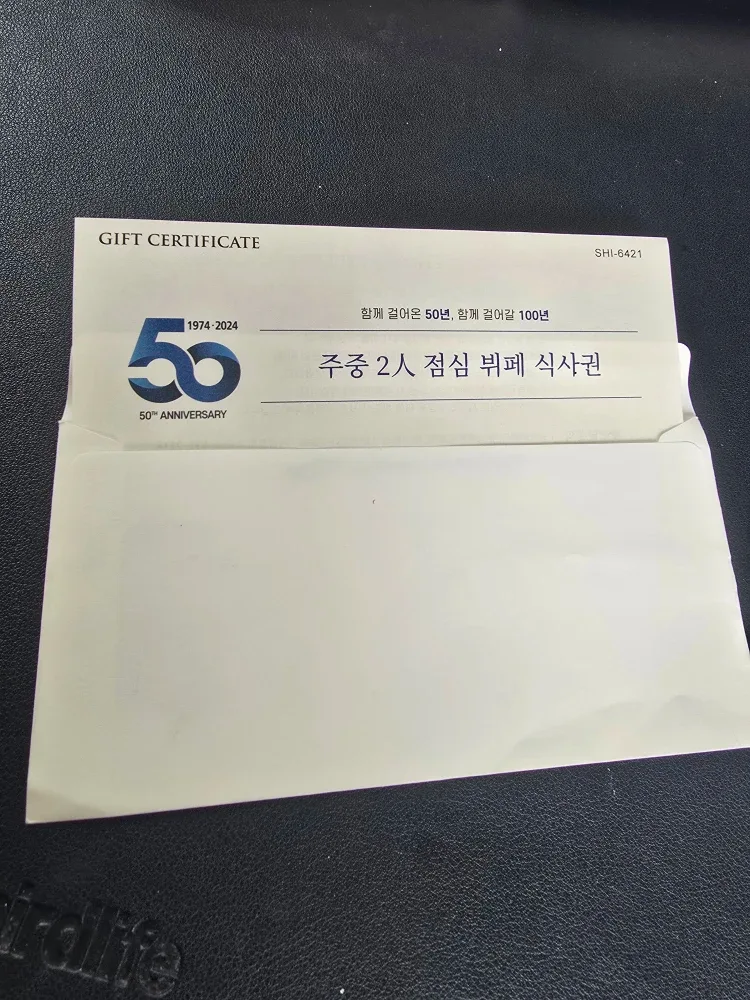 GIFT CERTIFICATE
SHI-6421
함께 걸어온 50년, 함께 걸어갈 100년
50
1974·2024
주중 2人 점심 뷔페 식사권
50TH ANNIVERSARY
irdlife